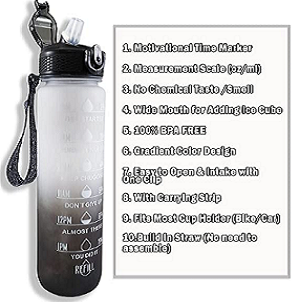 1. Motivational Time Marker
2. Measurement Scale (oz/ml)
3. No Chemical Taste /Smell
4. Wide Mouth for Adding Ice Cube
5. 100% BPA FREE
6. Gradient Color Design
7. Easy to Open & Intake with
One Clip
8. With Carrying Strip
9. Fits Most Cup Holder (Bike/Car)
10.Build In Straw (No need to
assemble)
11AM
DON'T GIVE
12PM
ALMOST THERE
1PM
YOU DID IT
REFILL